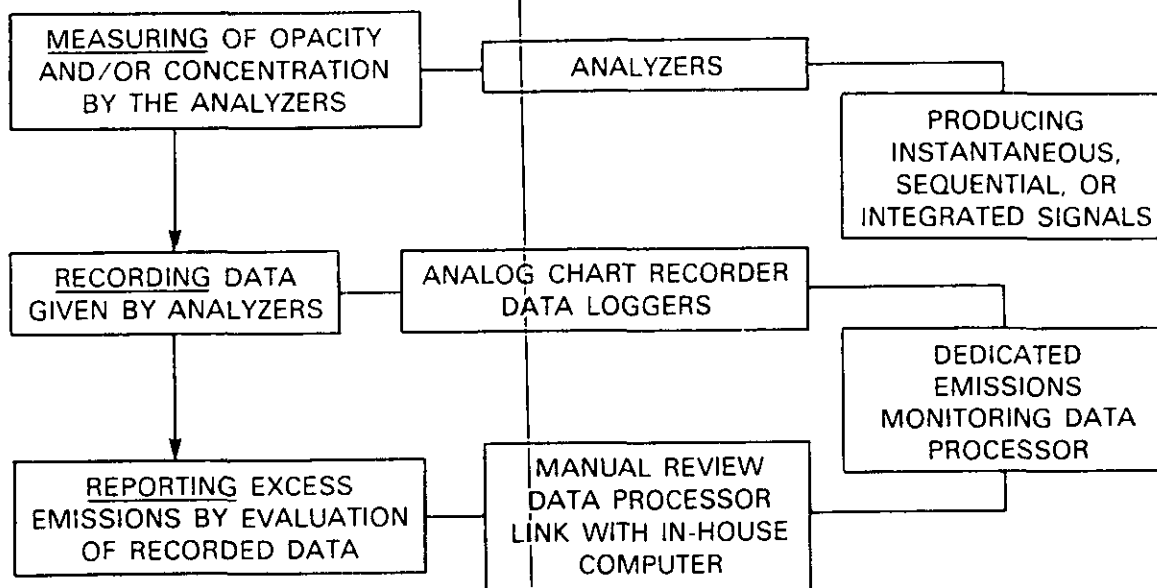 MEASURING OF OPACITY
AND/OR CONCENTRATION
BY THE ANALYZERS
ANALYZERS
PRODUCING
INSTANTANEOUS,
SEQUENTIAL, OR
INTEGRATED SIGNALS
RECORDING DATA
GIVEN BY ANALYZERS
ANALOG CHART RECORDER
DATA LOGGERS
DEDICATED
EMISSIONS
MONITORING DATA
PROCESSOR
REPORTING EXCESS
EMISSIONS BY EVALUATION
OF RECORDED DATA
MANUAL REVIEW
DATA PROCESSOR
LINK WITH IN-HOUSE
COMPUTER